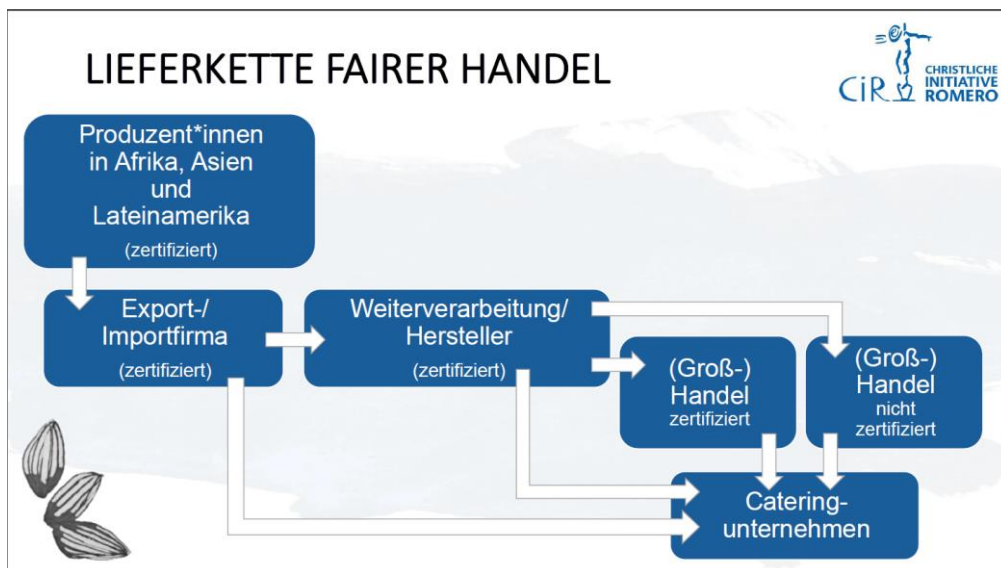 LIEFERKETTE FAIRER HANDEL
CiR
CHRISTLICHE
INITIATIVE
ROMERO
Produzent*innen
in Afrika, Asien
und
Lateinamerika
(zertifiziert)
Export-/
Importfirma
(zertifiziert)
Weiterverarbeitung/
Hersteller
(zertifiziert)
(Groß-)
Handel
zertifiziert
(Groß-)
Handel
nicht
zertifiziert
Catering-
unternehmen